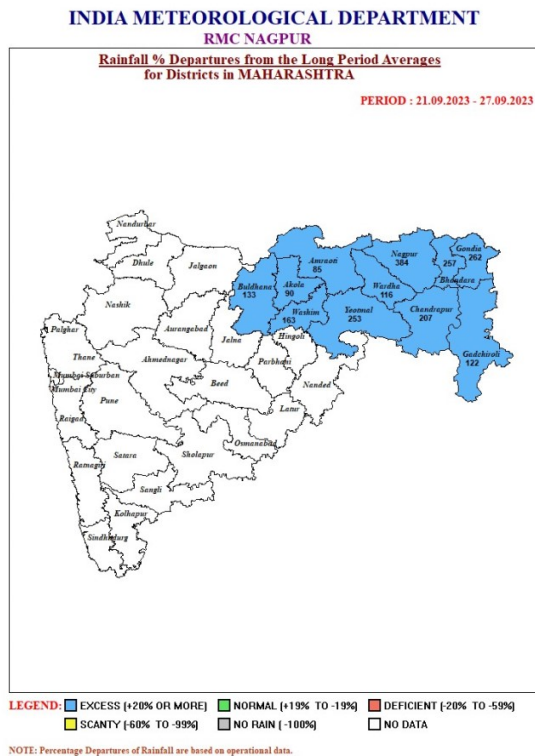 INDIA METEOROLOGICAL DEPARTMENT
RMC NAGPUR
Rainfall % Departures from the Long Period Averages
for Districts in MAHARASHTRA
PERIOD : 21.09.2023 - 27.09.2023
Nandurbar
Dhule
Jalgaon
Nashik
Buldhana
133
Akola
90
Amraoti
85
Washim
163
Wardha
116
Nagpur
384
257
Bhandara
Gondia
262
Yeotmal
253
Chandrapur
207
Gadchiroli
122
Palghar
Thane
Aurangabad
Jalna
Hingoli
Parbhani
Nanded
Ahmednagar
Mumbai Suburban
Mumbai City
Pune
Beed
Latur
Raigad
Osmanabad
Satara
Sholapur
Ratnagiri
Sangli
Kolhapur
Sindhudurg
LEGEND: EXCESS (+20% OR MORE) NORMAL (+19% TO -19%) DEFICIENT (-20% TO -59%)
SCANTY (-60% TO -99%) NO RAIN (-100%) NO DATA
NOTE: Percentage Departures of Rainfall are based on operational data.